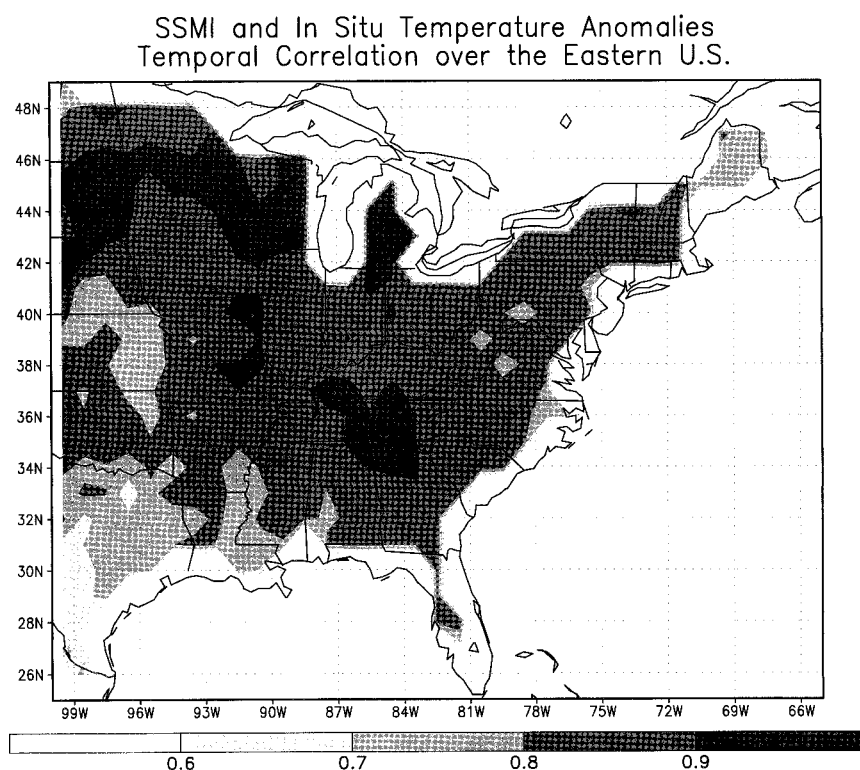 SSMI and In Situ Temperature Anomalies
Temporal Correlation over the Eastern U.S.
48N
46N
44N
42N
40N
38N
36N
34N
32N
30N
28N
26N
99W 96W 93W 90W 87W 84W 81W 78W 75W 72W 69W 66W
0.6 0.7 0.8 0.9